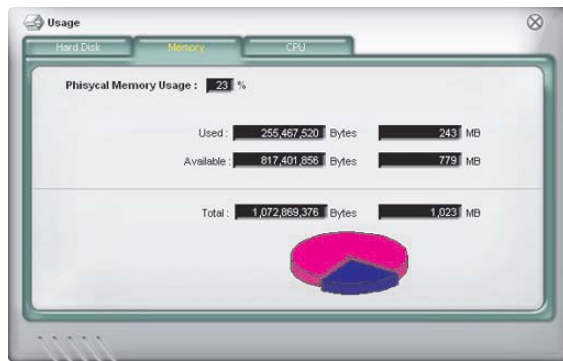 Usage
Hard Disk Memory CPU
Phisycal Memory Usage : 23 %
Used : 255,467,520 Bytes 243 MB
Available : 817,401,856 Bytes 779 MB
Total : 1,072,869,376 Bytes 1,023 MB